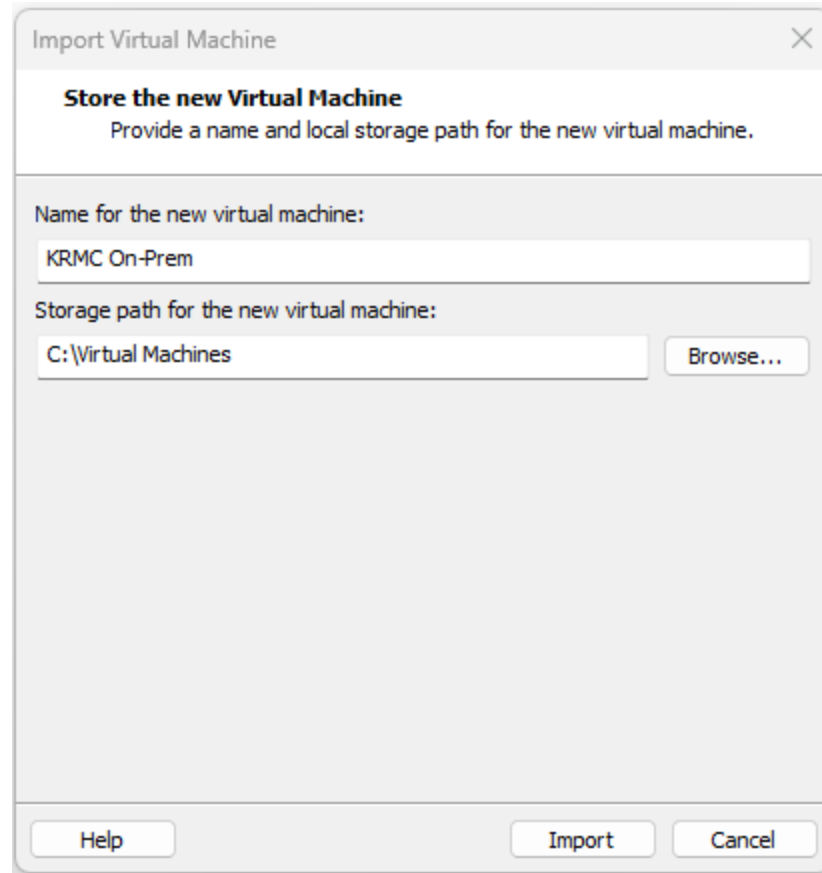 Import Virtual Machine
Store the new Virtual Machine
Provide a name and local storage path for the new virtual machine.
Name for the new virtual machine:
KRMC On-Prem
Storage path for the new virtual machine:
C:\Virtual Machines
Browse...
Help
Import
Cancel